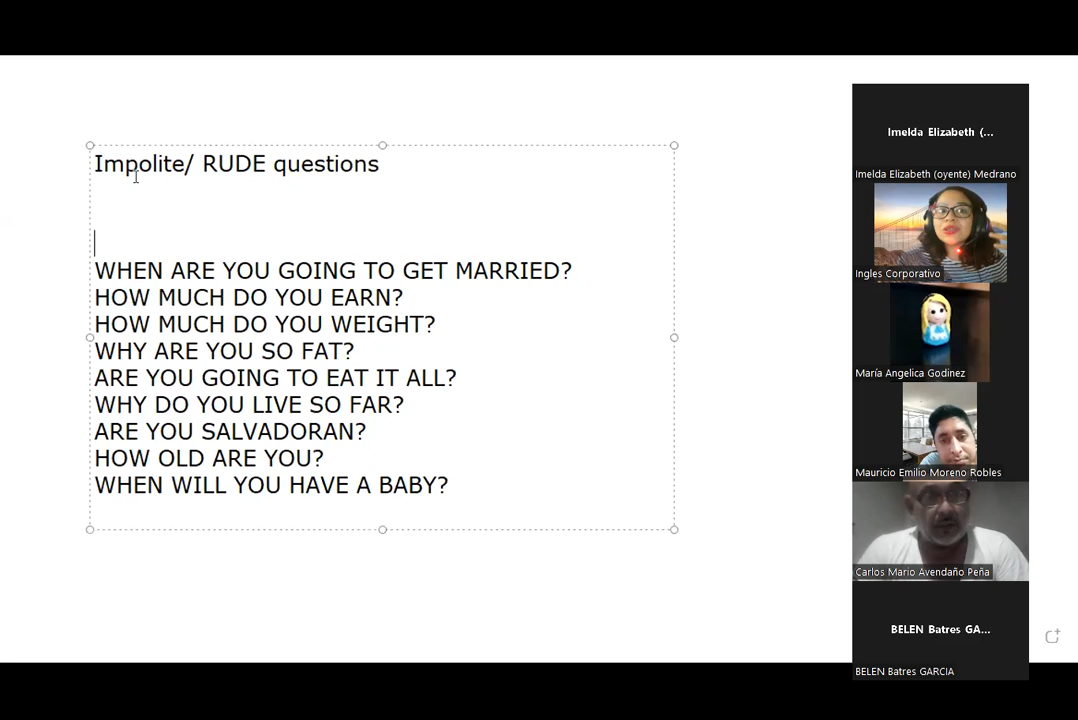 Impolite/ RUDE questions
WHEN ARE YOU GOING TO GET MARRIED?
HOW MUCH DO YOU EARN?
HOW MUCH DO YOU WEIGHT?
WHY ARE YOU SO FAT?
ARE YOU GOING TO EAT IT ALL?
WHY DO YOU LIVE SO FAR?
ARE YOU SALVADORAN?
HOW OLD ARE YOU?
WHEN WILL YOU HAVE A BABY?
Imelda Elizabeth (...
Imelda Elizabeth (oyente) Medrano
Ingles Corporativo
María Angelica Godinez
Mauricio Emilio Moreno Robles
Carlos Mario Avendaño Peña
BELEN Batres GA...
BELEN Batres GARCIA